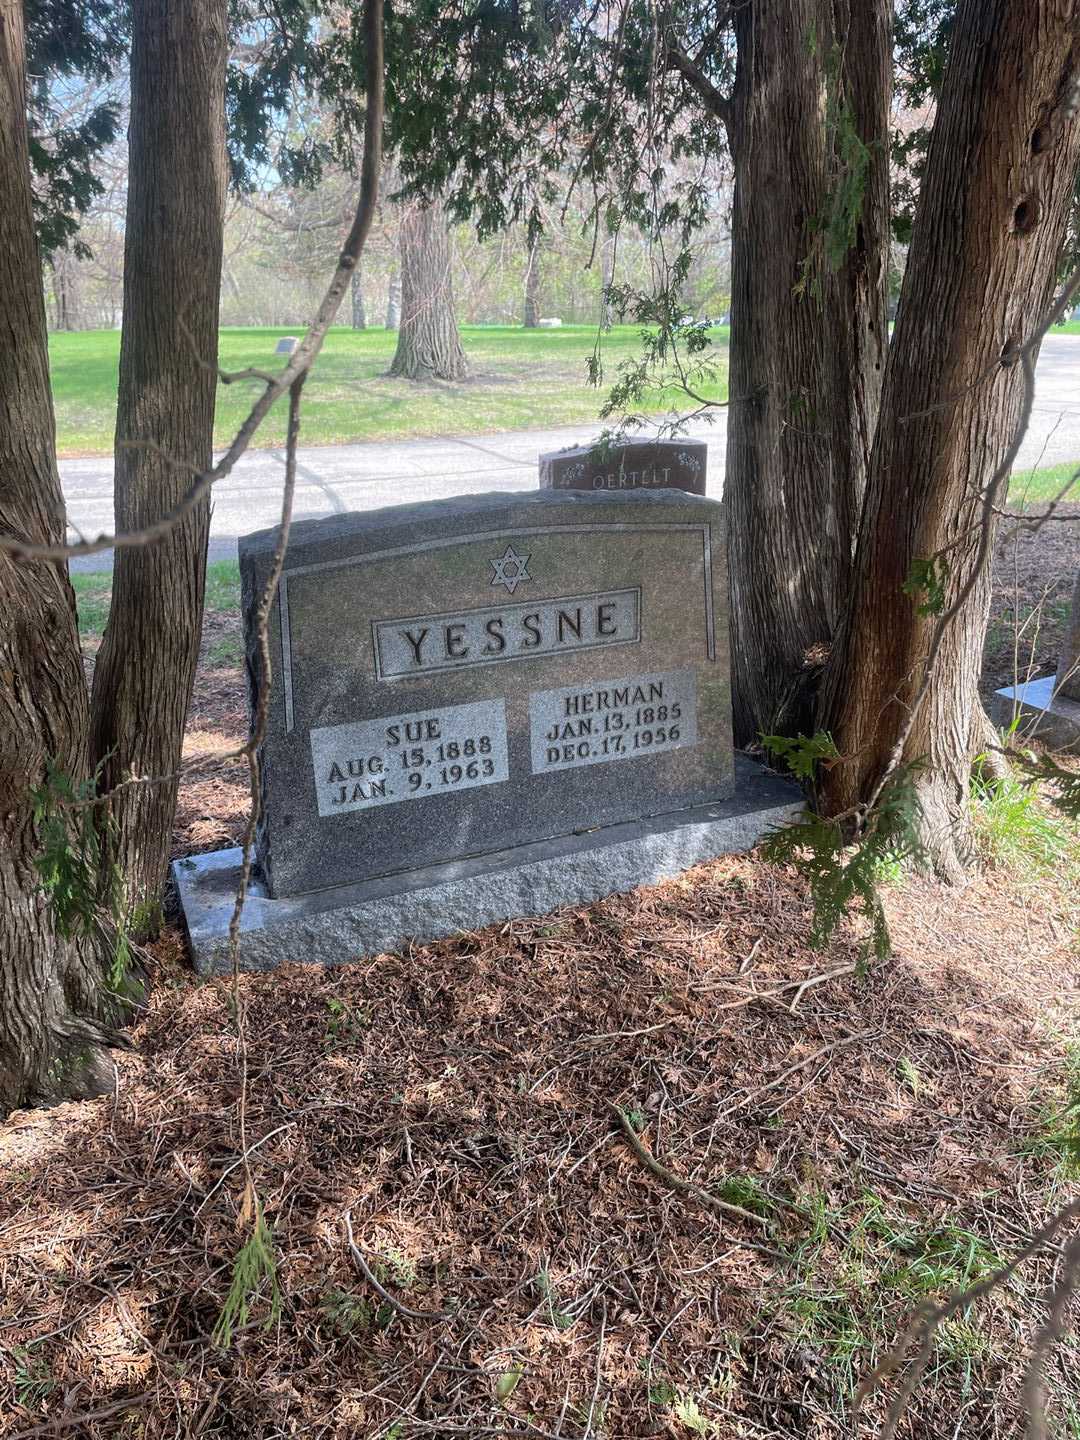 OERTELT
YESSNE
SUE
AUG. 15, 1888
JAN. 9, 1963
HERMAN
JAN. 13, 1885
DEC. 17, 1956